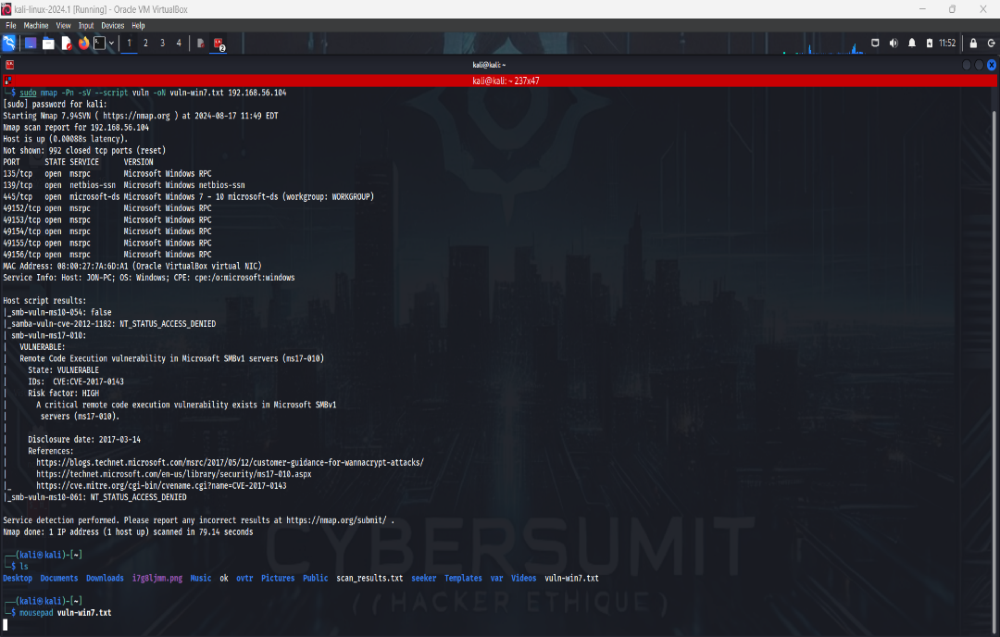 kali-linux-2024.1 [Running] - Oracle VM VirtualBox
File Machine View Input Devices Help
1 2 3 4 2 11:52
kali@kali: ~
kali@kali: ~ 237x47
└─$ sudo nmap -Pn -sV --script vuln -oN vuln-win7.txt 192.168.56.104
[sudo] password for kali:
Starting Nmap 7.94SVN ( https://nmap.org ) at 2024-08-17 11:49 EDT
Nmap scan report for 192.168.56.104
Host is up (0.00088s latency).
Not shown: 992 closed tcp ports (reset)
PORT STATE SERVICE VERSION
135/tcp open msrpc Microsoft Windows RPC
139/tcp open netbios-ssn Microsoft Windows netbios-ssn
445/tcp open microsoft-ds Microsoft Windows 7 - 10 microsoft-ds (workgroup: WORKGROUP)
49152/tcp open msrpc Microsoft Windows RPC
49153/tcp open msrpc Microsoft Windows RPC
49154/tcp open msrpc Microsoft Windows RPC
49155/tcp open msrpc Microsoft Windows RPC
49156/tcp open msrpc Microsoft Windows RPC
MAC Address: 08:00:27:7A:6D:A1 (Oracle VirtualBox virtual NIC)
Service Info: Host: JON-PC; OS: Windows; CPE: cpe:/o:microsoft:windows
Host script results:
|_smb-vuln-ms10-054: false
|_samba-vuln-cve-2012-1182: NT_STATUS_ACCESS_DENIED
| smb-vuln-ms17-010:
|   VULNERABLE:
|   Remote Code Execution vulnerability in Microsoft SMBv1 servers (ms17-010)
|     State: VULNERABLE
|     IDs:  CVE:CVE-2017-0143
|     Risk factor: HIGH
|       A critical remote code execution vulnerability exists in Microsoft SMBv1
|        servers (ms17-010).
|
|     Disclosure date: 2017-03-14
|     References:
|       https://blogs.technet.microsoft.com/msrc/2017/05/12/customer-guidance-for-wannacrypt-attacks/
|       https://technet.microsoft.com/en-us/library/security/ms17-010.aspx
|_      https://cve.mitre.org/cgi-bin/cvename.cgi?name=CVE-2017-0143
|_smb-vuln-ms10-061: NT_STATUS_ACCESS_DENIED
Service detection performed. Please report any incorrect results at https://nmap.org/submit/ .
Nmap done: 1 IP address (1 host up) scanned in 79.14 seconds
CYBERSUMIT
((HACKER ETHIQUE)
┌──(kali㉿kali)-[~]
└─$ ls
Desktop Documents Downloads i7g8ljmm.png Music ok ovtr Pictures Public scan_results.txt seeker Templates var Videos vuln-win7.txt
┌──(kali㉿kali)-[~]
└─$ mousepad vuln-win7.txt